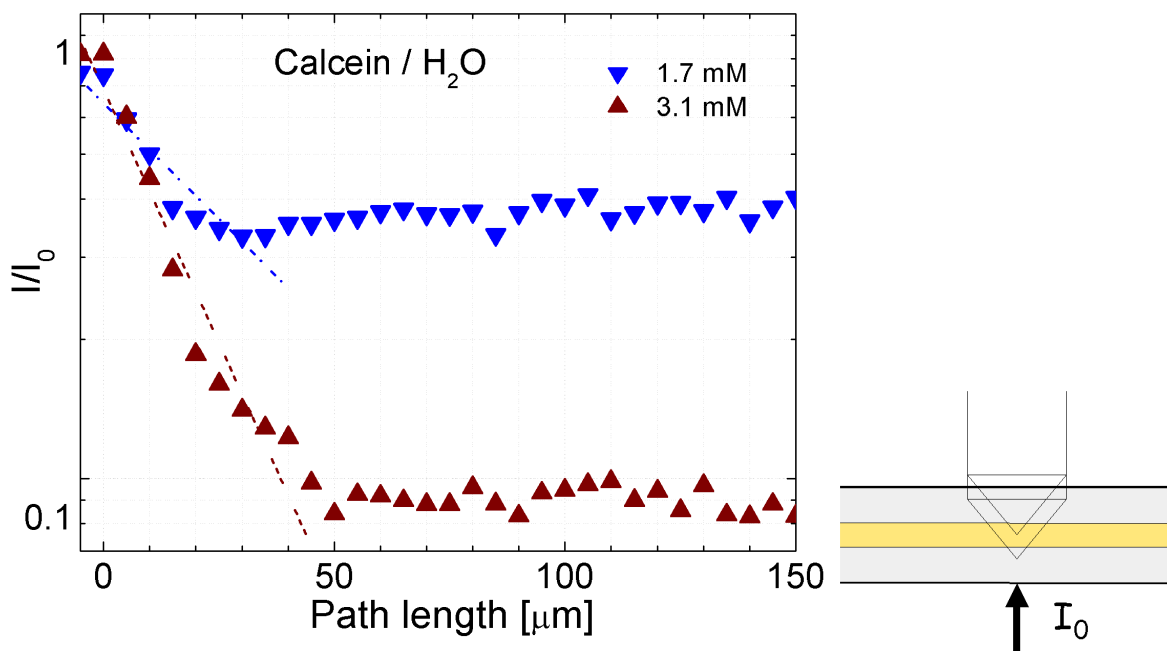 Calcein / H₂O
1.7 mM
3.1 mM
1
0.1
I/I₀
0
50
100
150
Path length [μm]
I₀